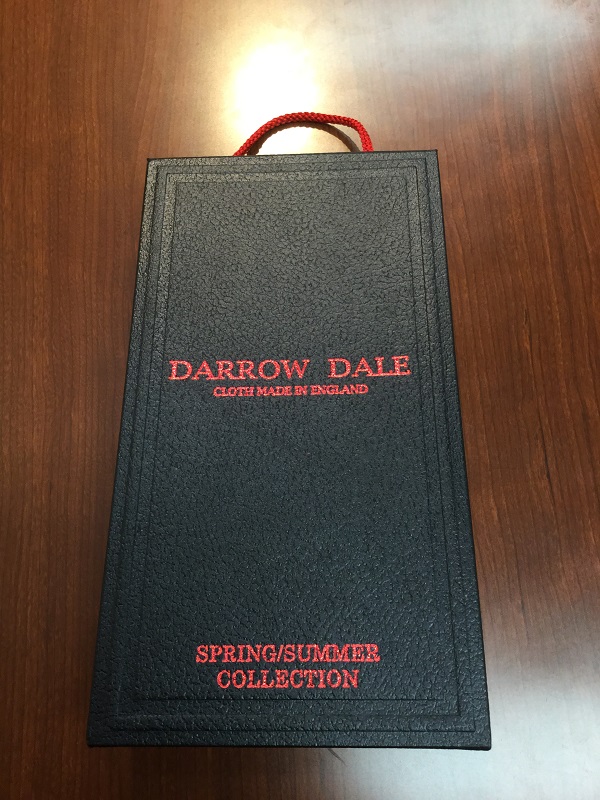 DARROW DALE
CLOTH MADE IN ENGLAND
SPRING/SUMMER
COLLECTION